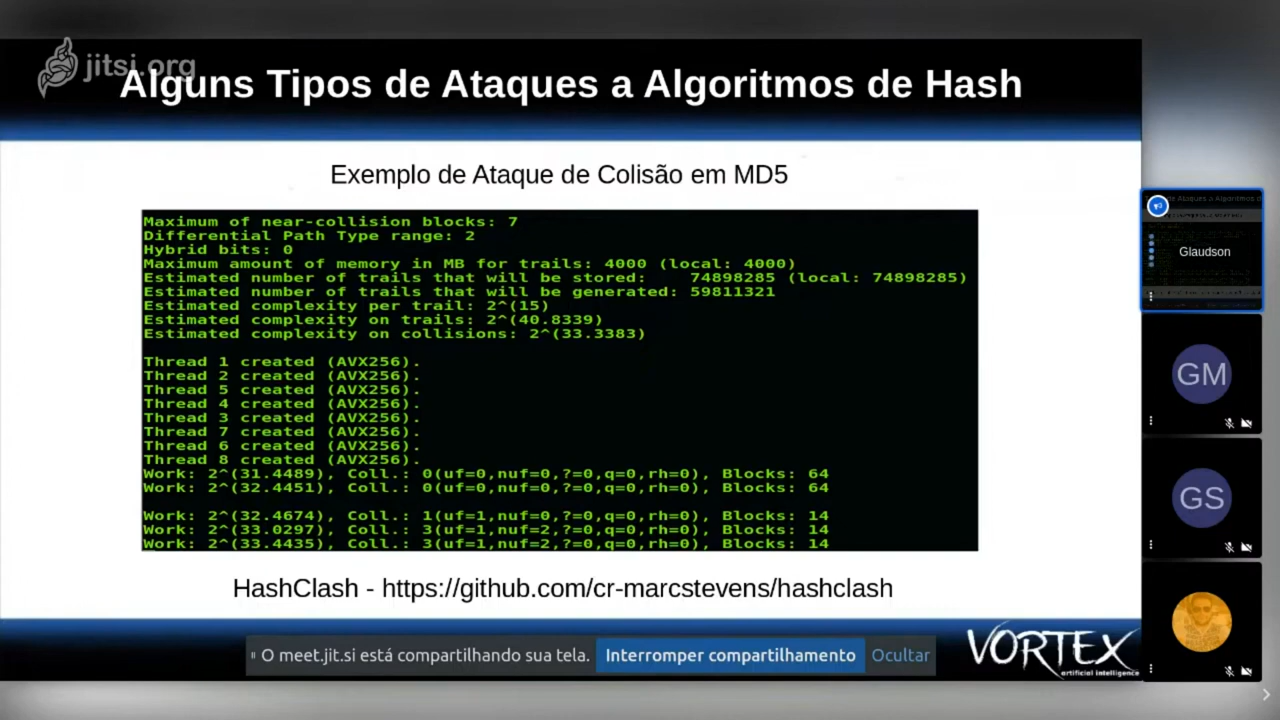 jitsi.org
Alguns Tipos de Ataques a Algoritmos de Hash
Exemplo de Ataque de Colisão em MD5
Maximum of near-collision blocks: 7
Differential Path Type range: 2
Hybrid bits: 0
Maximum amount of memory in MB for trails: 4000 (local: 4000)
Estimated number of trails that will be stored:    74898285 (local: 74898285)
Estimated number of trails that will be generated: 59811321
Estimated complexity per trail: 2^(15)
Estimated complexity on trails: 2^(40.8339)
Estimated complexity on collisions: 2^(33.3383)
Thread 1 created (AVX256).
Thread 2 created (AVX256).
Thread 5 created (AVX256).
Thread 4 created (AVX256).
Thread 3 created (AVX256).
Thread 7 created (AVX256).
Thread 6 created (AVX256).
Thread 8 created (AVX256).
Work: 2^(31.4489), Coll.: 0(uf=0,nuf=0,?=0,q=0,rh=0), Blocks: 64
Work: 2^(32.4451), Coll.: 0(uf=0,nuf=0,?=0,q=0,rh=0), Blocks: 64
Work: 2^(32.4674), Coll.: 1(uf=1,nuf=0,?=0,q=0,rh=0), Blocks: 14
Work: 2^(33.0297), Coll.: 3(uf=1,nuf=2,?=0,q=0,rh=0), Blocks: 14
Work: 2^(33.4435), Coll.: 3(uf=1,nuf=2,?=0,q=0,rh=0), Blocks: 14
HashClash - https://github.com/cr-marcstevens/hashclash
O meet.jit.si está compartilhando sua tela. Interromper compartilhamento Ocultar
VORTEX
artificial intelligence
Glaudson
GM
GS